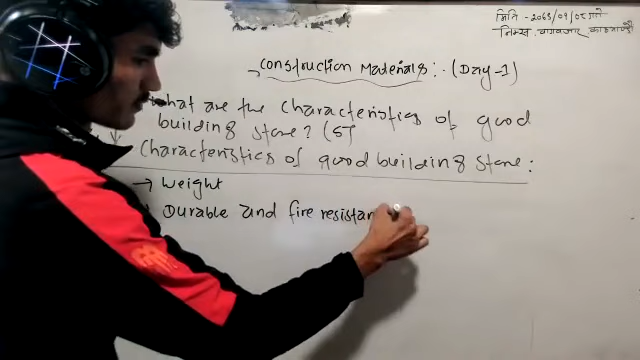 मिति - 2063/09/05 गते
Construction Materials: - (Day-1)
What are the Characteristics of good
building stone? (5)
Characteristics of good building stone:
→ Weight
Durable and fire resistan